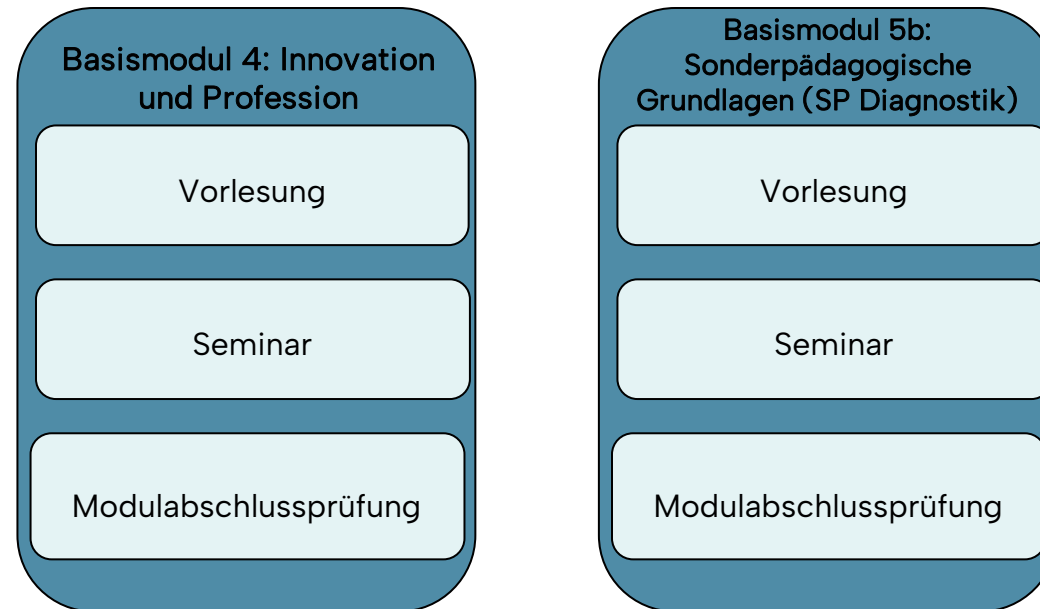 Basismodul 4: Innovation
und Profession
Vorlesung
Seminar
Modulabschlussprüfung
Basismodul 5b:
Sonderpädagogische
Grundlagen (SP Diagnostik)
Vorlesung
Seminar
Modulabschlussprüfung